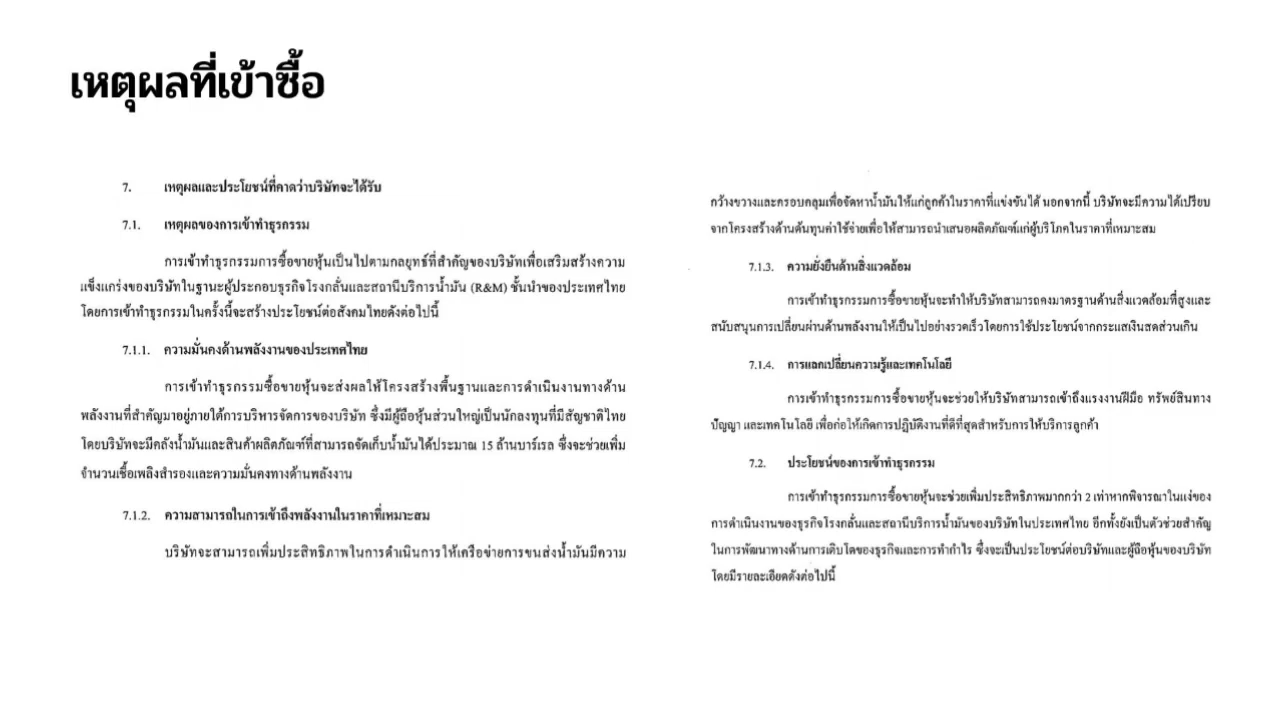 เหตุผลที่เข้าซื้อ
7. เหตุผลและประโยชน์ที่คาดว่าบริษัทจะได้รับ
7.1. เหตุผลของการเข้าทำธุรกรรม
การเข้าทำธุรกรรมการซื้อขายหุ้นเป็นไปตามกลยุทธ์ที่สำคัญของบริษัทเพื่อเสริมสร้างความ
แข็งแกร่งของบริษัทในฐานะผู้ประกอบธุรกิจโรงกลั่นและสถานีบริการน้ำมัน (R&M) ชั้นนำของประเทศไทย
โดยการเข้าทำธุรกรรมในครั้งนี้จะสร้างประโยชน์ต่อสังคมไทยดังต่อไปนี้
7.1.1. ความมั่นคงด้านพลังงานของประเทศไทย
การเข้าทำธุรกรรมซื้อขายหุ้นจะส่งผลให้โครงสร้างพื้นฐานและการดำเนินงานทางด้าน
พลังงานที่สำคัญมาอยู่ภายใต้การบริหารจัดการของบริษัท ซึ่งมีผู้ถือหุ้นส่วนใหญ่เป็นนักลงทุนที่มีสัญชาติไทย
โดยบริษัทจะมีคลังน้ำมันและสินค้าผลิตภัณฑ์ที่สามารถจัดเก็บน้ำมันได้ประมาณ 15 ล้านบาร์เรล ซึ่งจะช่วยเพิ่ม
จำนวนเชื้อเพลิงสำรองและความมั่นคงทางด้านพลังงาน
7.1.2. ความสามารถในการเข้าถึงพลังงานในราคาที่เหมาะสม
บริษัทจะสามารถเพิ่มประสิทธิภาพในการดำเนินการให้เครือข่ายการขนส่งน้ำมันมีความ
กว้างขวางและครอบคลุมเพื่อจัดหาน้ำมันให้แก่ลูกค้าในราคาที่แข่งขันได้ นอกจากนี้ บริษัทจะมีความได้เปรียบ
จากโครงสร้างด้านต้นทุนค่าใช้จ่ายเพื่อให้สามารถนำเสนอผลิตภัณฑ์แก่ผู้บริโภคในราคาที่เหมาะสม
7.1.3. ความยั่งยืนด้านสิ่งแวดล้อม
การเข้าทำธุรกรรมการซื้อขายหุ้นจะทำให้บริษัทสามารถคงมาตรฐานด้านสิ่งแวดล้อมที่สูงและ
สนับสนุนการเปลี่ยนผ่านด้านพลังงานให้เป็นไปอย่างรวดเร็วโดยการใช้ประโยชน์จากกระแสเงินสดส่วนเกิน
7.1.4. การแลกเปลี่ยนความรู้และเทคโนโลยี
การเข้าทำธุรกรรมการซื้อขายหุ้นจะช่วยให้บริษัทสามารถเข้าถึงแรงงานฝีมือ ทรัพย์สินทาง
ปัญญา และเทคโนโลยี เพื่อก่อให้เกิดการปฏิบัติงานที่ดีที่สุดสำหรับการให้บริการลูกค้า
7.2. ประโยชน์ของการเข้าทำธุรกรรม
การเข้าทำธุรกรรมการซื้อขายหุ้นจะช่วยเพิ่มประสิทธิภาพมากกว่า 2 เท่าหากพิจารณาในแง่ของ
การดำเนินงานของธุรกิจโรงกลั่นและสถานีบริการน้ำมันของบริษัทในประเทศไทย อีกทั้งยังเป็นตัวช่วยสำคัญ
ในการพัฒนาทางด้านการเติบโตของธุรกิจและการทำกำไร ซึ่งจะเป็นประโยชน์ต่อบริษัทและผู้ถือหุ้นของบริษัท
โดยมีรายละเอียดดังต่อไปนี้